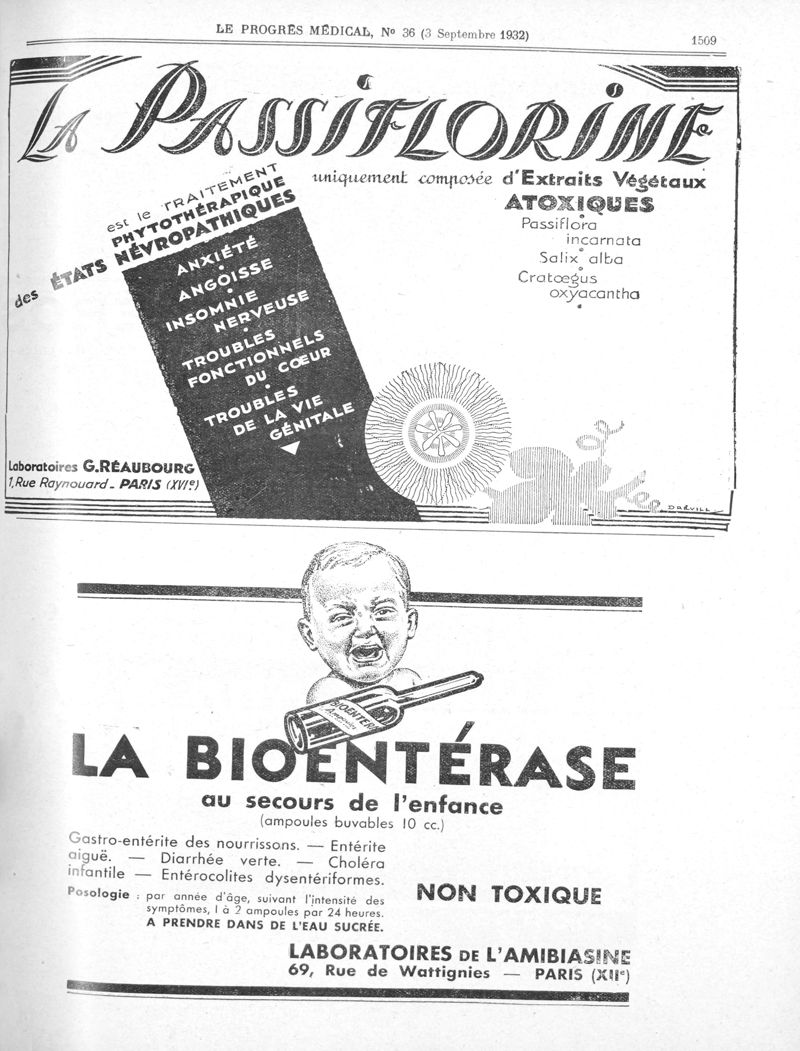 LE PROGRÈS MÉDICAL, Nº 36 (3 Septembre 1932)
1509
LA PASSIFLORINE
uniquement composée d'Extraits Végétaux
ATOXIQUES
Passiflora
incarnata
Salix alba
Cratœgus
oxyacantha
est le TRAITEMENT
PHYTOTHÉRAPIQUE
des ÉTATS NÉVROPATHIQUES
ANXIÉTÉ
ANGOISSE
INSOMNIE
NERVEUSE
TROUBLES
FONCTIONNELS
DU CŒUR
TROUBLES
DE LA VIE
GÉNITALE
Laboratoires G. RÉAUBOURG
1, Rue Raynouard - PARIS (XVIe)
DARVILL
BIOENTÉR
Ampoules
LA BIOENTÉRASE
au secours de l'enfance
(ampoules buvables 10 cc.)
Gastro-entérite des nourrissons. — Entérite
aiguë. — Diarrhée verte. — Choléra
infantile — Entérocolites dysentériformes.
Posologie : par année d'âge, suivant l'intensité des
symptômes, 1 à 2 ampoules par 24 heures.
A PRENDRE DANS DE L'EAU SUCRÉE.
NON TOXIQUE
LABORATOIRES DE L'AMIBIASINE
69, Rue de Wattignies — PARIS (XIIe)